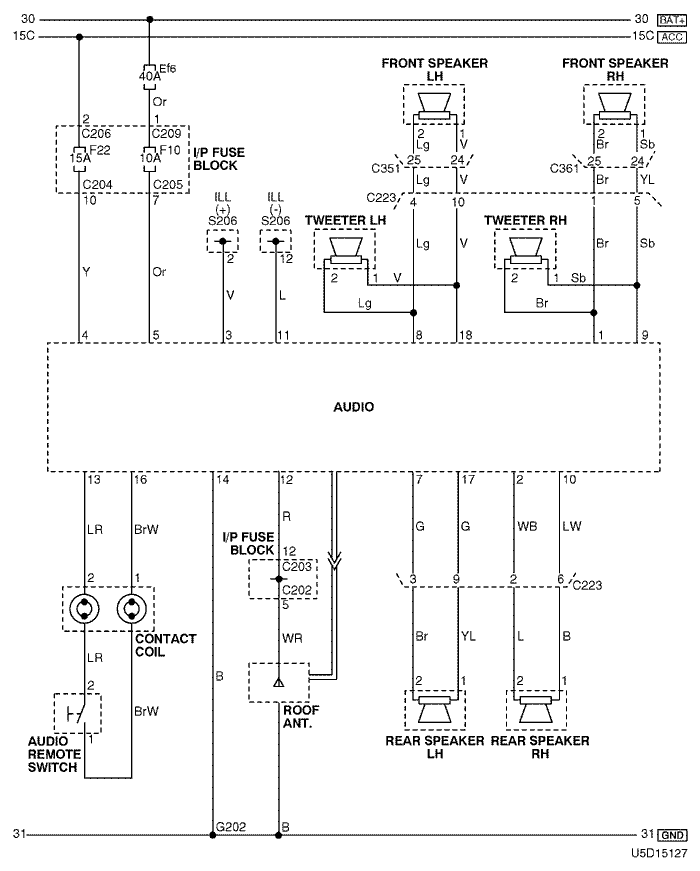 30 30 BAT+
15C 15C ACC
Ef6
40A
Or
FRONT SPEAKER
LH
FRONT SPEAKER
RH
2 1
C206 C209
F22 F10
15A 10A
C204 C205
I/P FUSE
BLOCK
10 7
2 1 2 1
Lg V Br Sb
C351 25 24 C361 25 24
Lg V Br YL
C223 4 10 1 5
ILL
(+)
S206
ILL
(-)
S206
2 12
TWEETER LH TWEETER RH
Lg V Br Sb
2 1 V 2 1 Sb
Lg Br
Y Or V L
4 5 3 11 8 18 1 9
AUDIO
13 16 14 12 7 17 2 10
LR BrW R G G WB LW
I/P FUSE
BLOCK
12
C203
C202
5
2 1
3 9 2 6 C223
CONTACT
COIL
WR Br YL L B
LR
B
2
BrW
1
AUDIO
REMOTE
SWITCH
ROOF
ANT.
2 1 2 1
REAR SPEAKER
LH
REAR SPEAKER
RH
31 G202 B 31 GND
U5D15127